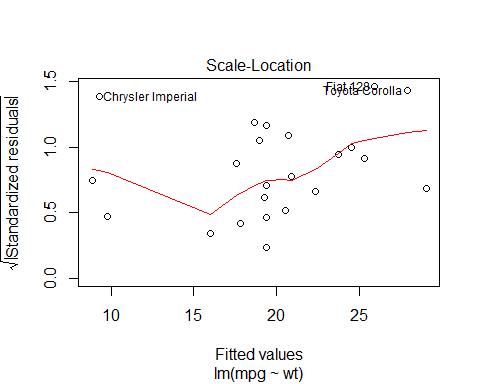 Scale-Location
√|Standardized residuals|
1.5
1.0
0.5
0.0
Fiat 128
Toyota Corolla
Chrysler Imperial
10 15 20 25
Fitted values
lm(mpg ~ wt)